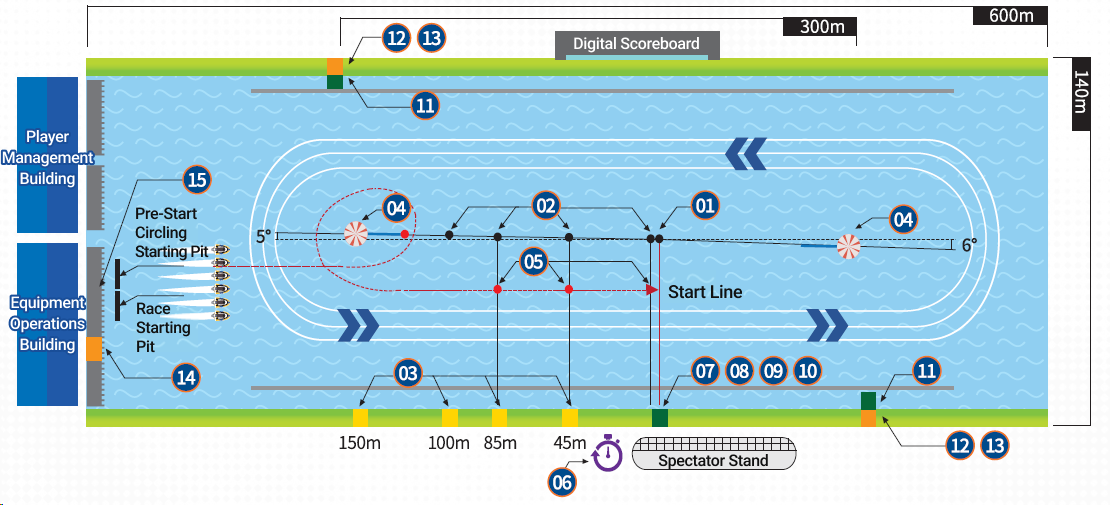 600m
300m
12 13
Digital Scoreboard
140m
11
Player
Management
Building
15
Pre-Start
Circling
Starting Pit
04
02
01
04
5°
6°
05
Start Line
Equipment
Operations
Building
Race
Starting
Pit
14
03
07 08 09 10
11
150m
100m
85m
45m
12 13
Spectator Stand
06